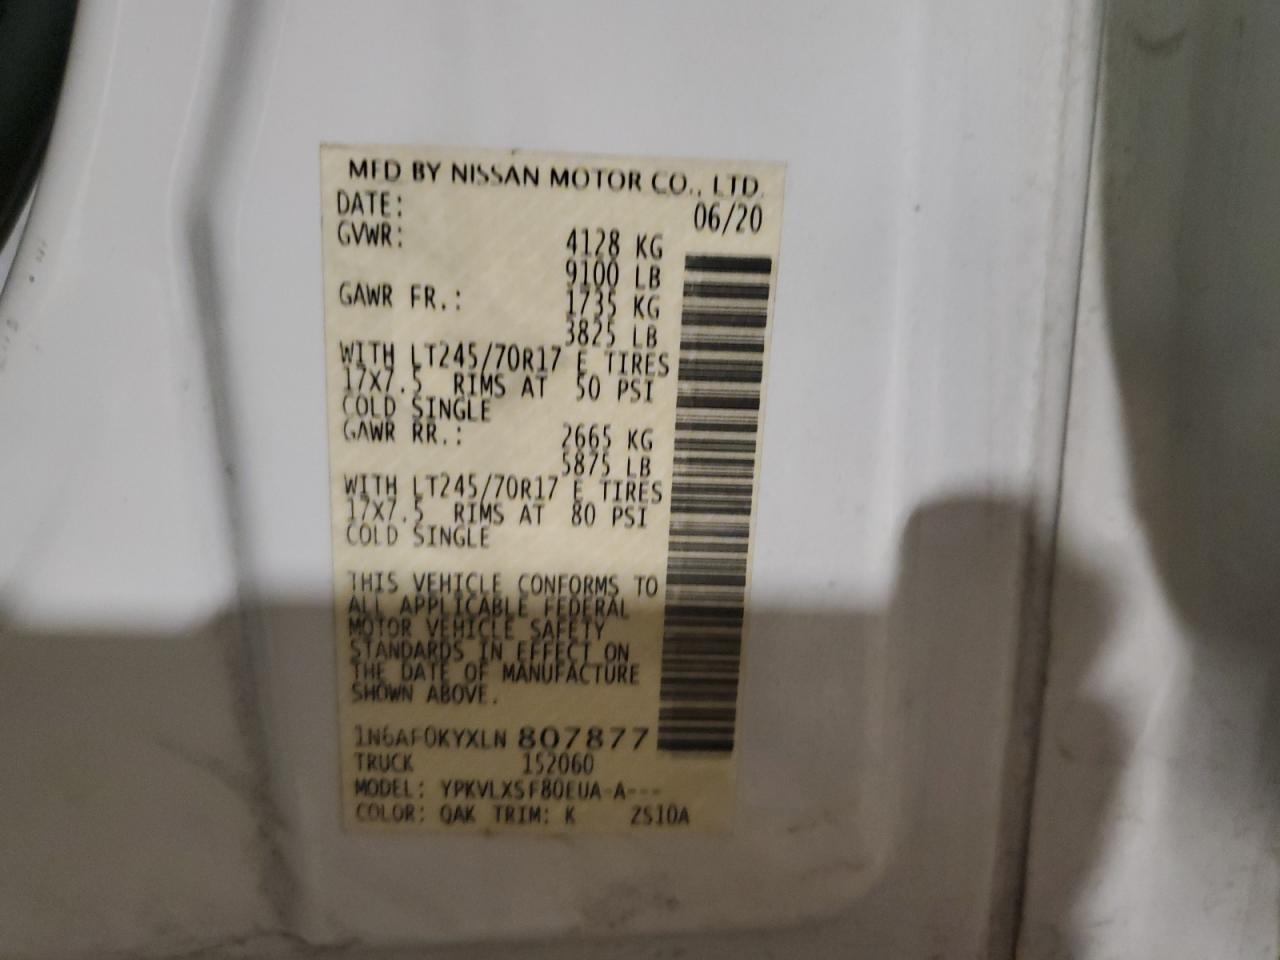 MFD BY NISSAN MOTOR CO., LTD.
DATE: 06/20
GVWR: 4128 KG
9100 LB
GAWR FR.: 1735 KG
3825 LB
WITH LT245/70R17 E TIRES
17X7.5 RIMS AT 50 PSI
COLD SINGLE
GAWR RR.: 2665 KG
5875 LB
WITH LT245/70R17 E TIRES
17X7.5 RIMS AT 80 PSI
COLD SINGLE
THIS VEHICLE CONFORMS TO
ALL APPLICABLE FEDERAL
MOTOR VEHICLE SAFETY
STANDARDS IN EFFECT ON
THE DATE OF MANUFACTURE
SHOWN ABOVE.
1N6AF0KYXLN 807877
TRUCK 152060
MODEL: YPKVLXSF80EUA-A---
COLOR: QAK TRIM: K ZS10A